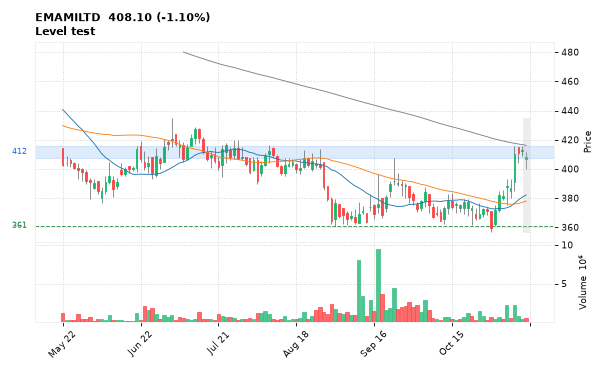 EMAMILTD 408.10 (-1.10%)
Level test
480
460
440
420
412
400
380
361
360
Price
10
5
Volume 10⁴
May 22
Jun 22
Jul 21
Aug 18
Sep 16
Oct 15